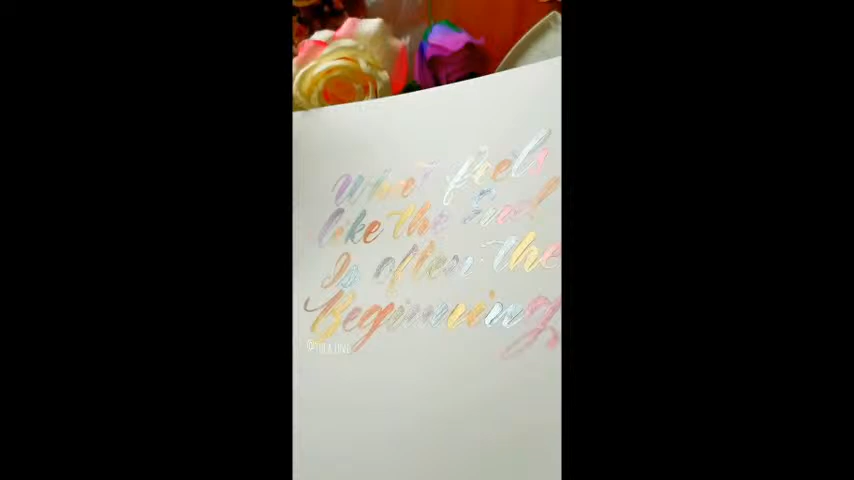 What feels
like the End
Is often the
Beginning